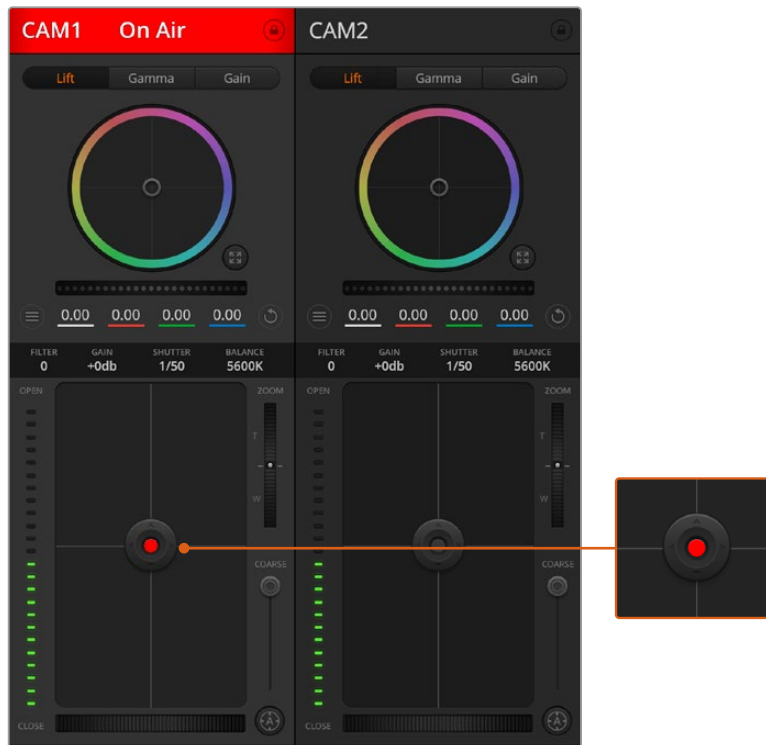 CAM1 On Air
Lift Gamma Gain
0.00 0.00 0.00 0.00
FILTER GAIN SHUTTER BALANCE
0 +0db 1/50 5600K
OPEN ZOOM
T
W
COARSE
A
CLOSE
CAM2
Lift Gamma Gain
0.00 0.00 0.00 0.00
FILTER GAIN SHUTTER BALANCE
0 +0db 1/50 5600K
OPEN ZOOM
T
W
COARSE
A
CLOSE